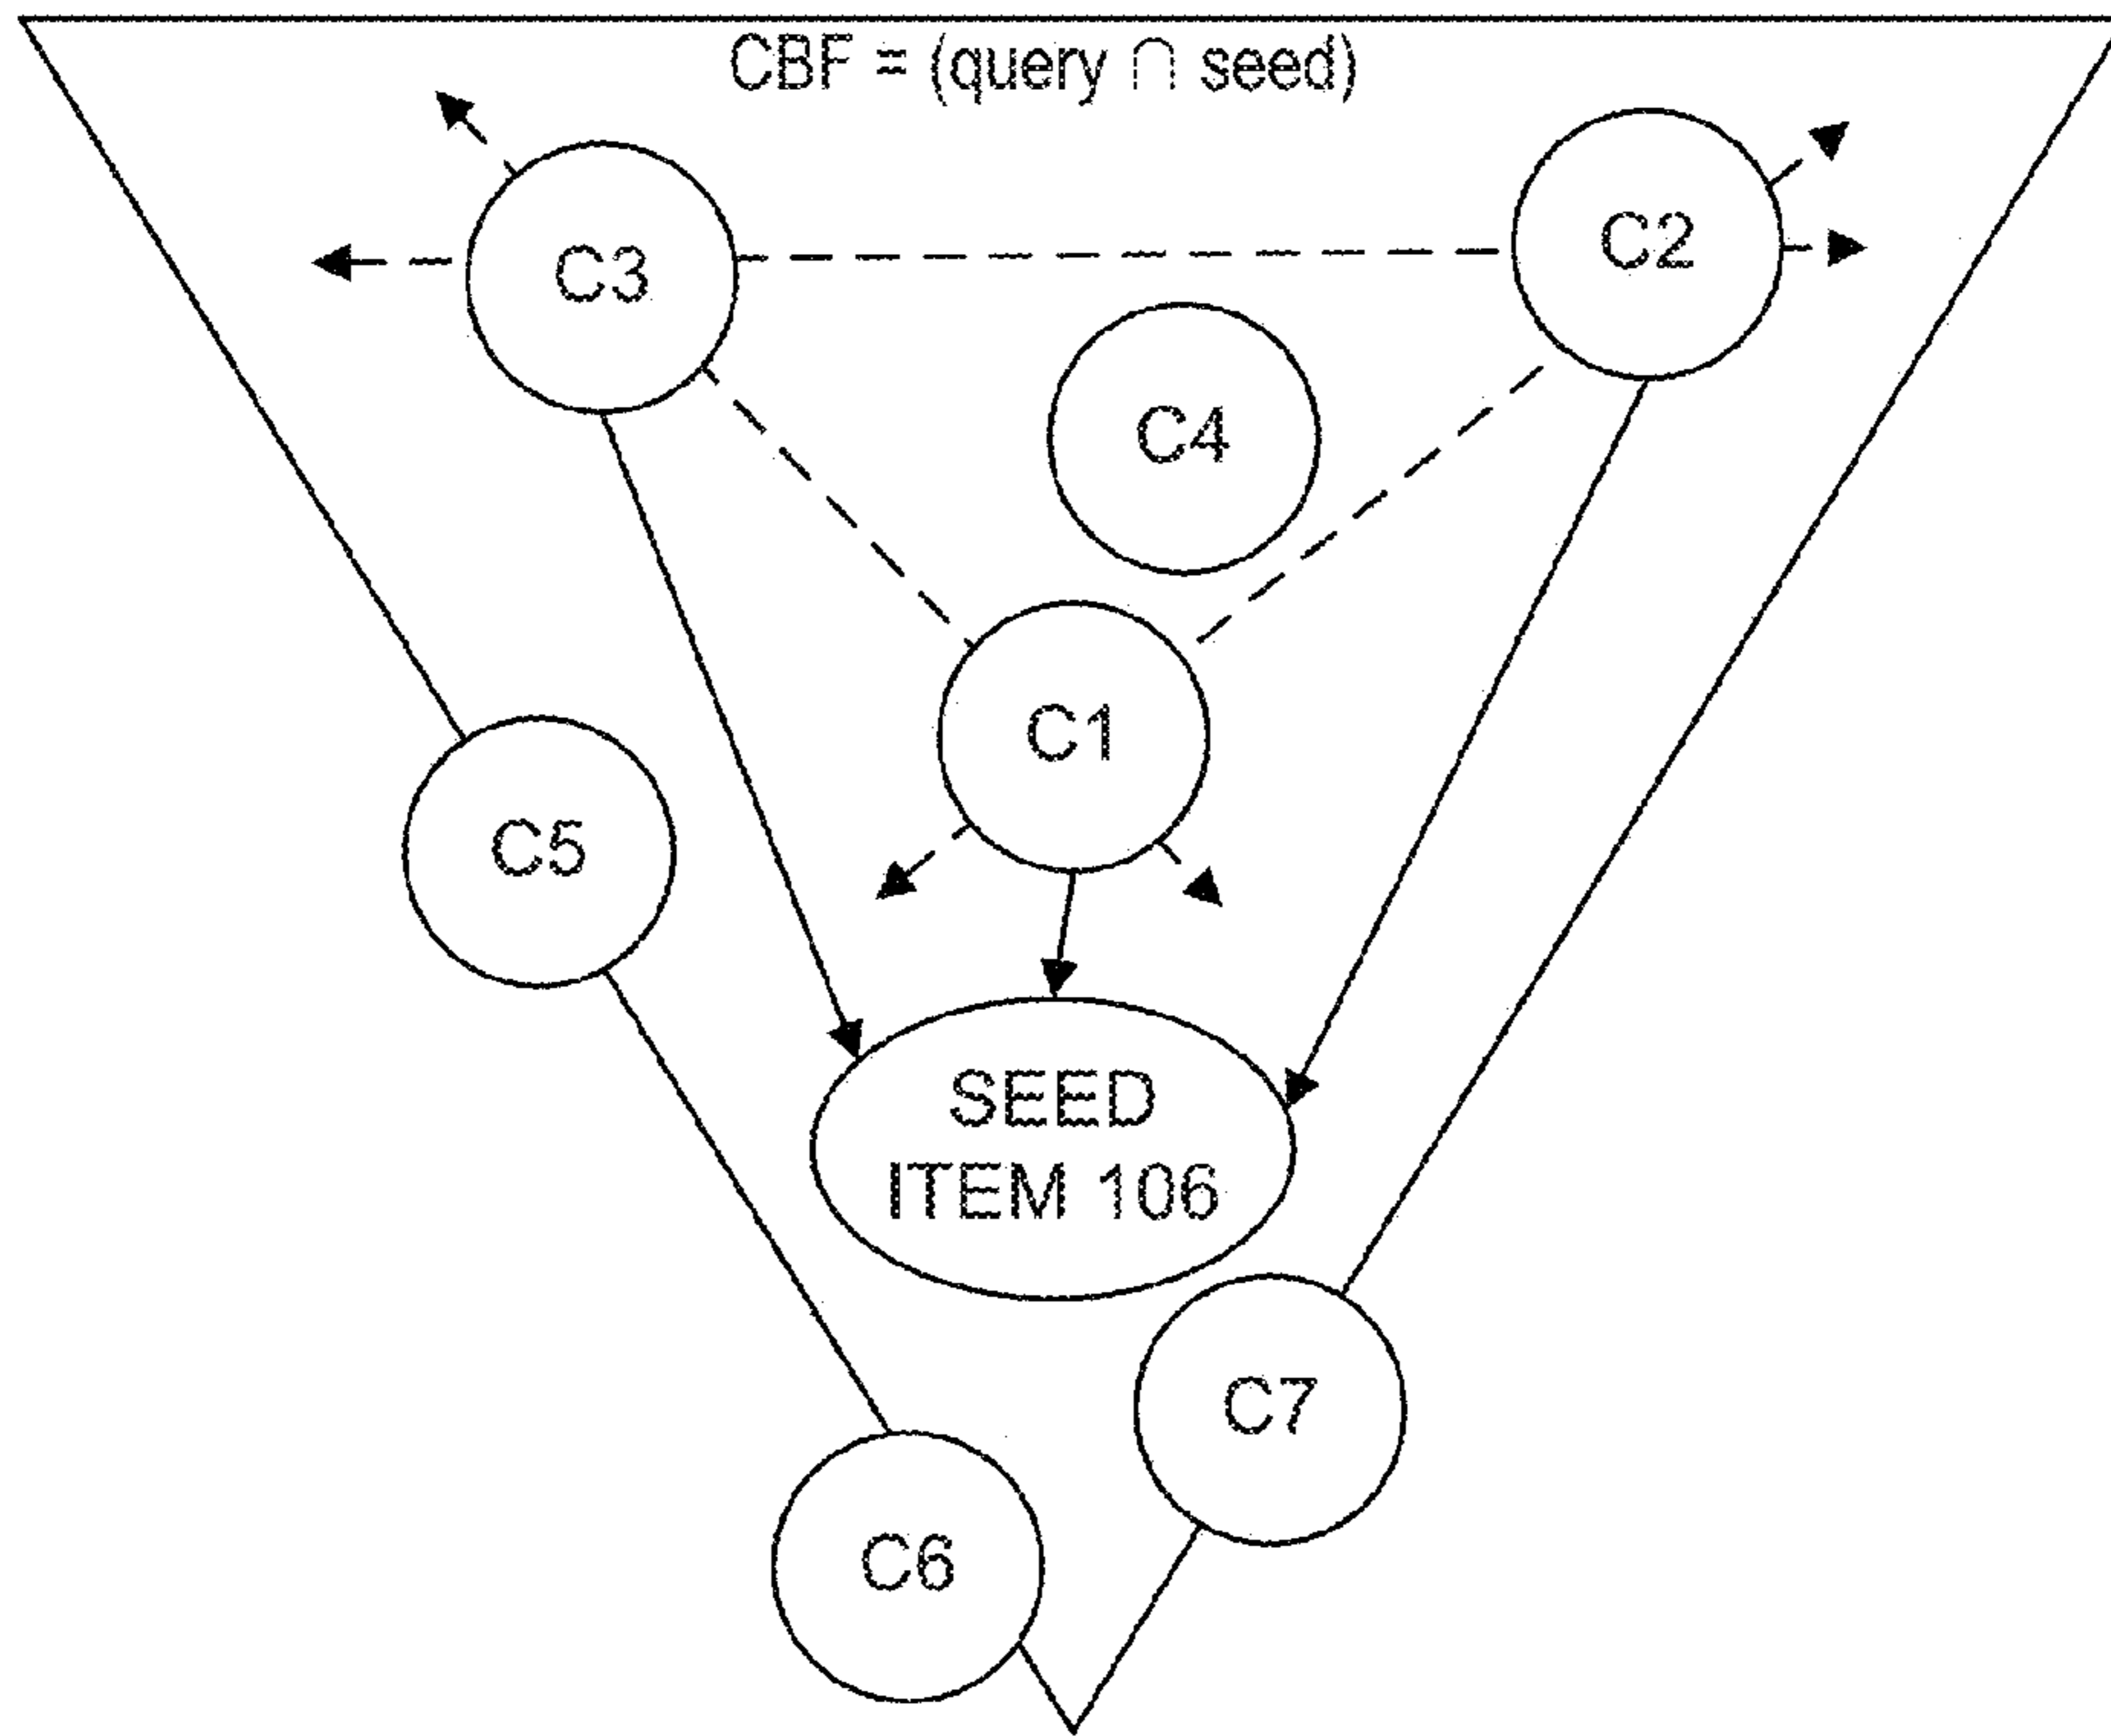 CBF = (query ∩ seed)
C3
C2
C4
C1
C5
SEED
ITEM 106
C7
C6